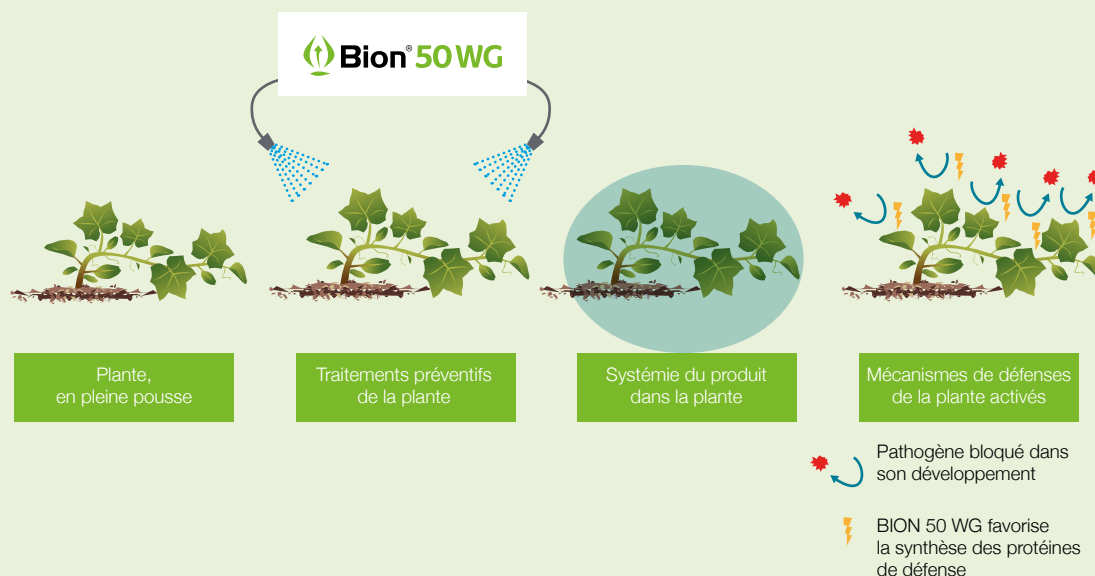 Bion® 50 WG
Plante,
en pleine pousse
Traitements préventifs
de la plante
Systémie du produit
dans la plante
Mécanismes de défenses
de la plante activés
Pathogène bloqué dans
son développement
BION 50 WG favorise
la synthèse des protéines
de défense